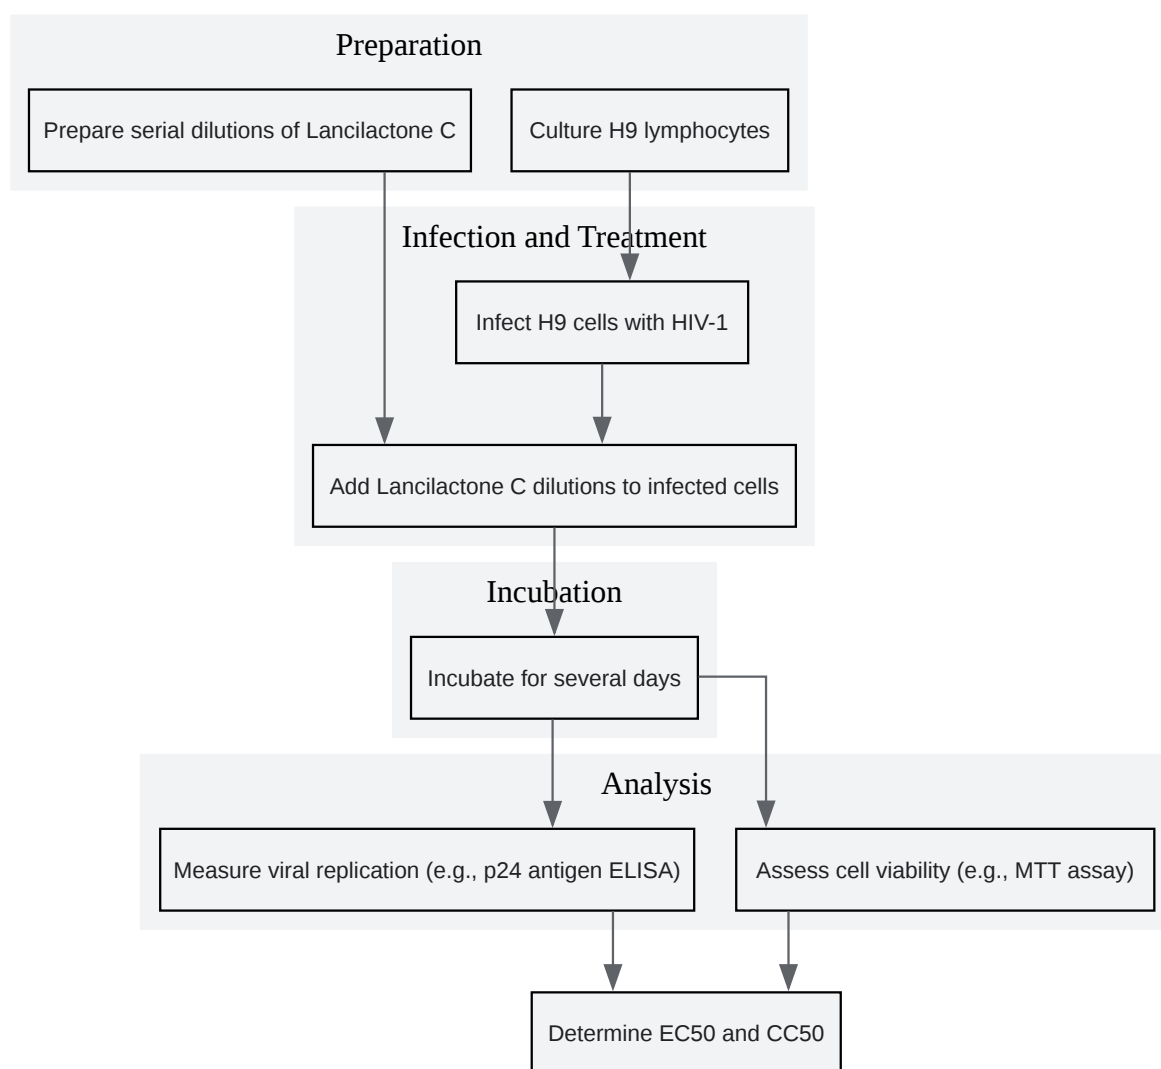 Preparation
Prepare serial dilutions of Lancilactone C
Culture H9 lymphocytes
Infection and Treatment
Infect H9 cells with HIV-1
Add Lancilactone C dilutions to infected cells
Incubation
Incubate for several days
Analysis
Measure viral replication (e.g., p24 antigen ELISA)
Assess cell viability (e.g., MTT assay)
Determine EC50 and CC50